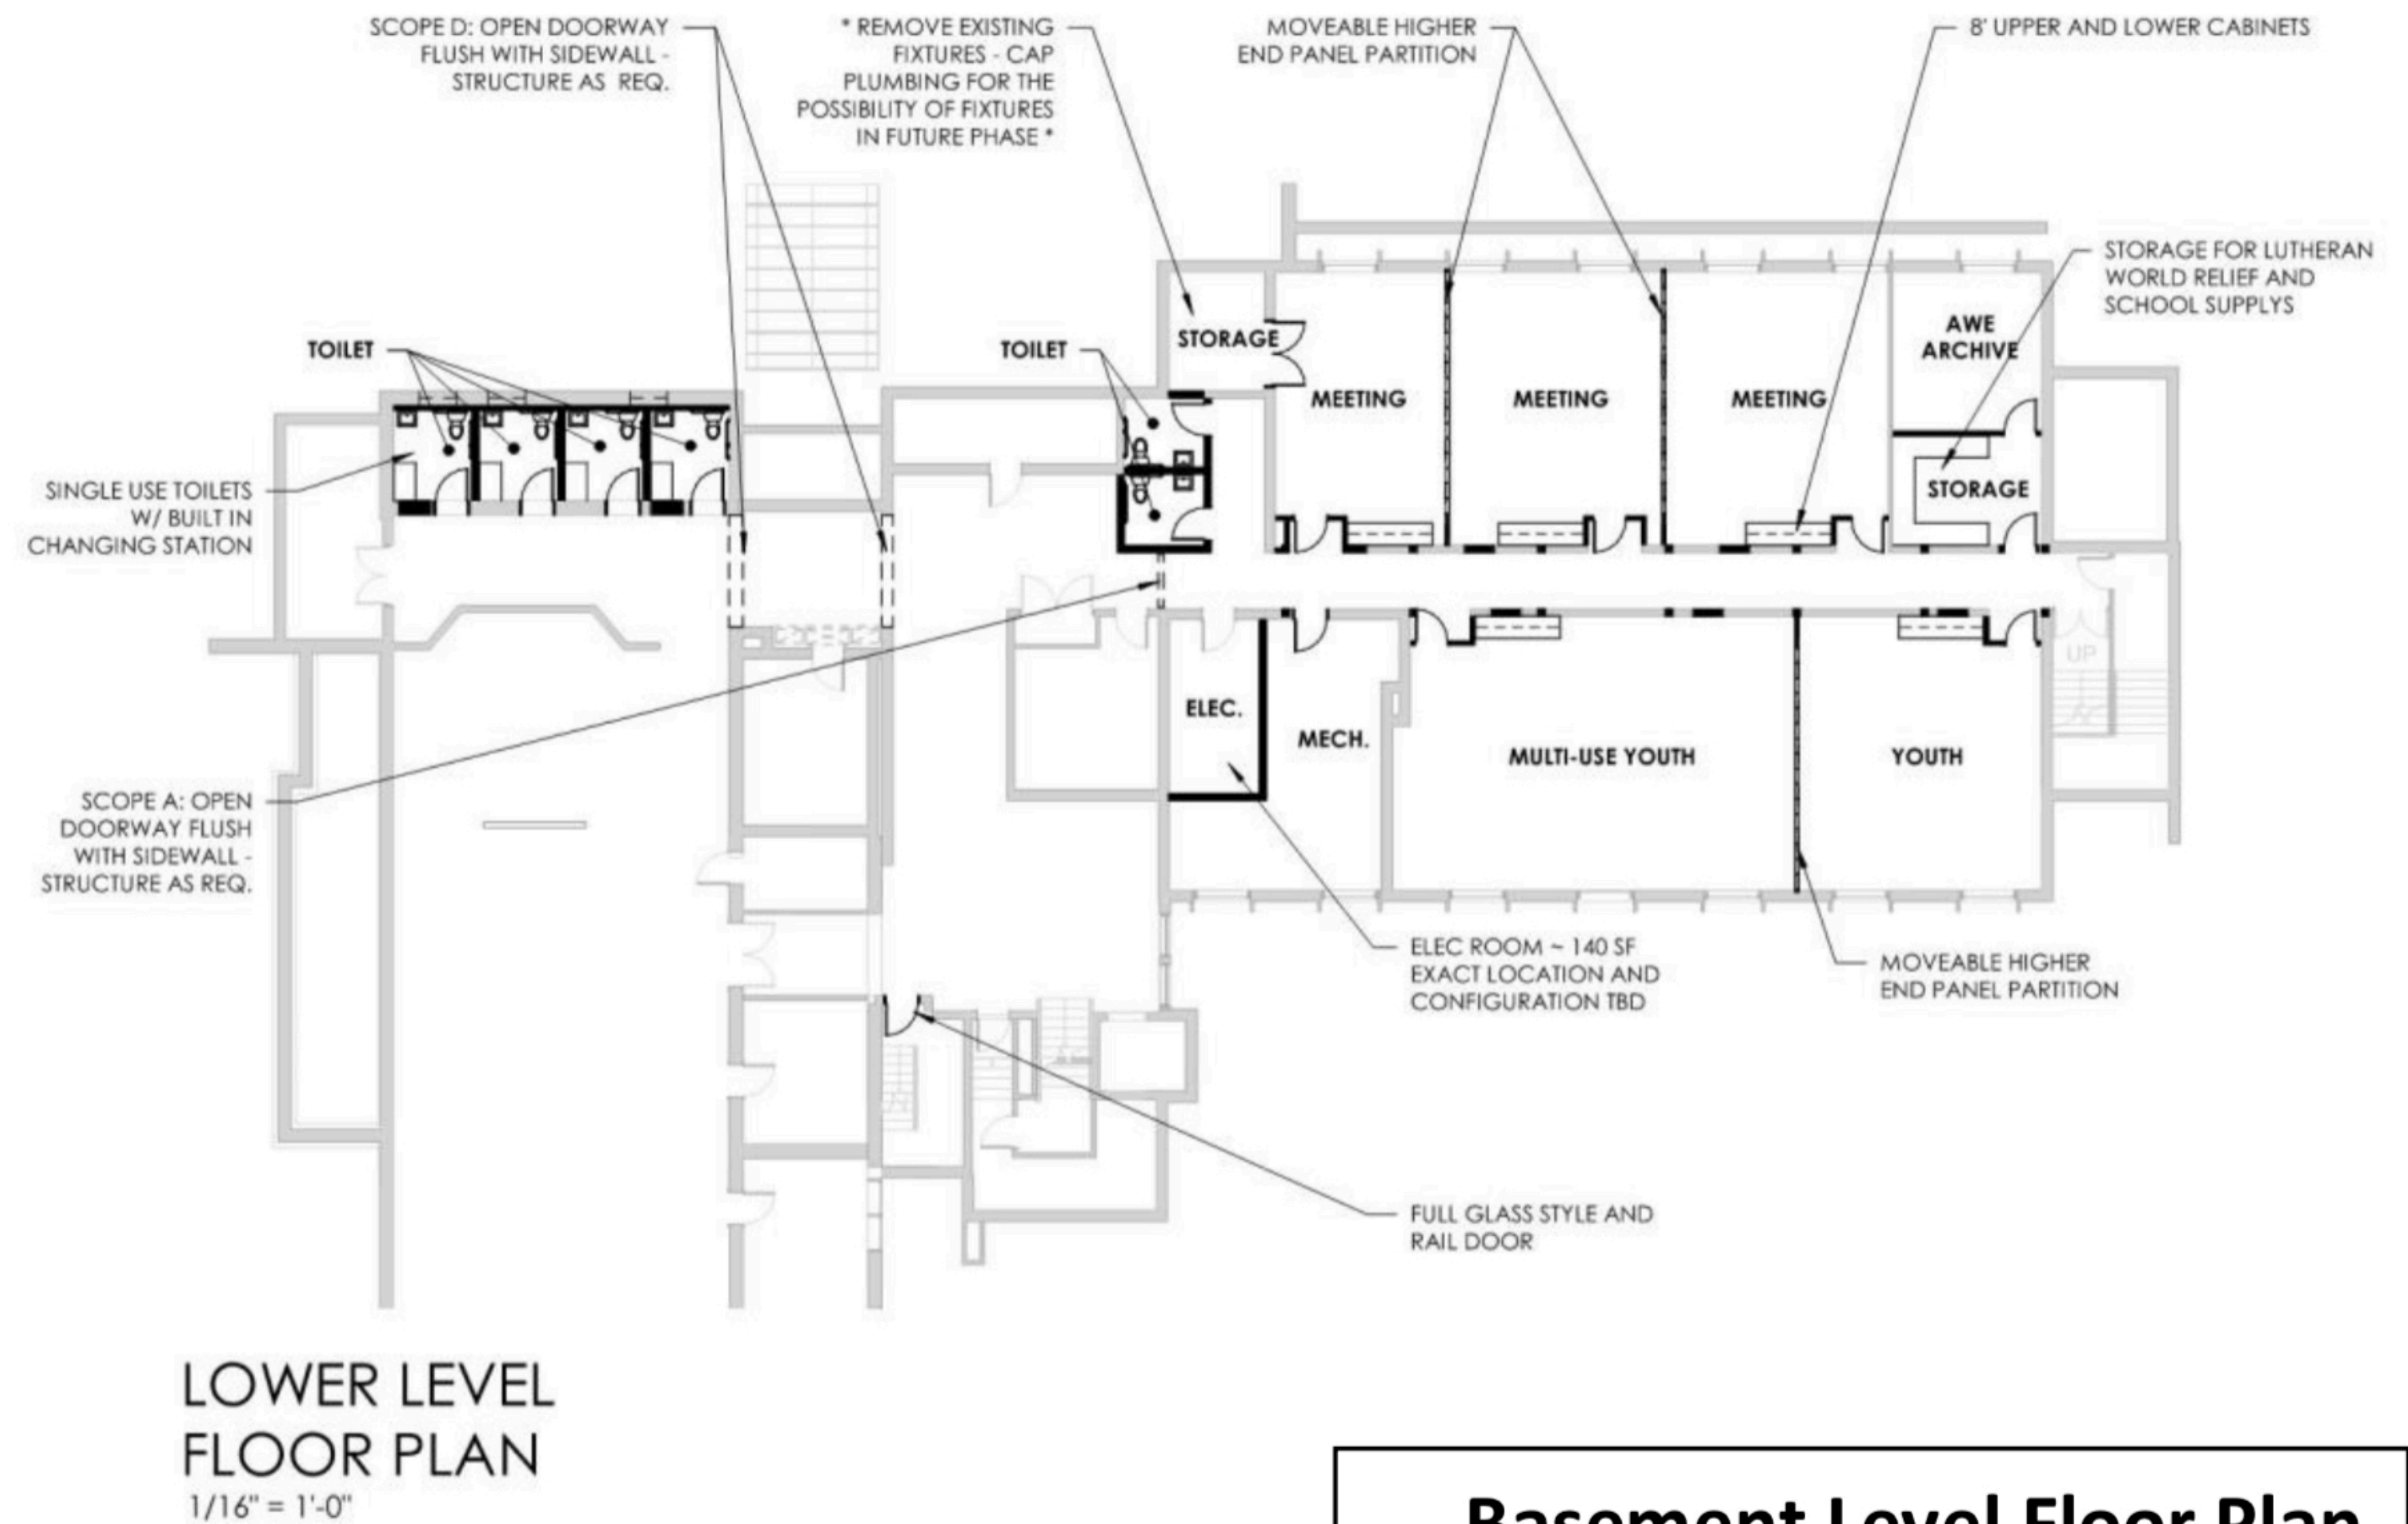 SCOPE D: OPEN DOORWAY
FLUSH WITH SIDEWALL -
STRUCTURE AS REQ.
* REMOVE EXISTING
FIXTURES - CAP
PLUMBING FOR THE
POSSIBILITY OF FIXTURES
IN FUTURE PHASE *
MOVEABLE HIGHER
END PANEL PARTITION
8' UPPER AND LOWER CABINETS
STORAGE FOR LUTHERAN
WORLD RELIEF AND
SCHOOL SUPPLYS
TOILET
TOILET
STORAGE
MEETING
MEETING
MEETING
AWE
ARCHIVE
STORAGE
SINGLE USE TOILETS
W/ BUILT IN
CHANGING STATION
UP
ELEC.
MECH.
MULTI-USE YOUTH
YOUTH
SCOPE A: OPEN
DOORWAY FLUSH
WITH SIDEWALL -
STRUCTURE AS REQ.
ELEC ROOM ~ 140 SF
EXACT LOCATION AND
CONFIGURATION TBD
MOVEABLE HIGHER
END PANEL PARTITION
FULL GLASS STYLE AND
RAIL DOOR
LOWER LEVEL
FLOOR PLAN
1/16" = 1'-0"
Basement Level Floor Plan